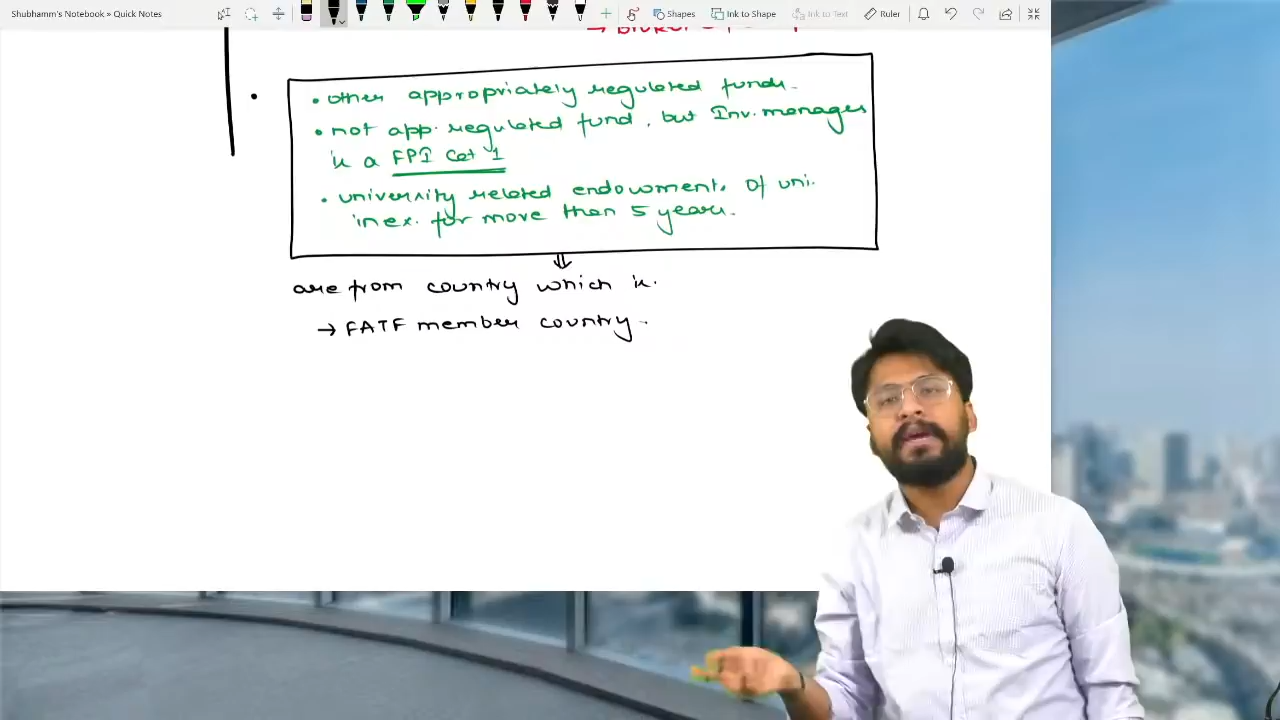 Shubhamm's Notebook » Quick Notes
Shapes
Ink to Shape
Ink to Text
Ruler
→ broker
• other appropriately regulated funds.
• not app. regulated fund, but Inv. manager
is a FPI Cat 1
• university related endowments of uni.
in ex. for more than 5 years.
are from country which is.
→ FATF member country.